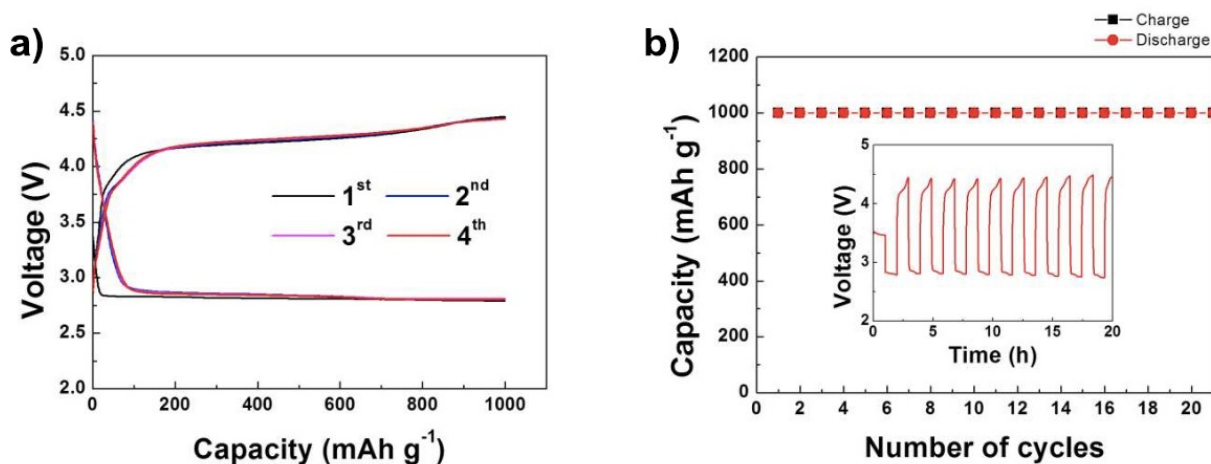 a)
5.0
4.5
4.0
3.5
3.0
2.5
2.0
Voltage (V)
1st 2nd
3rd 4th
0 200 400 600 800 1000
Capacity (mAh g-1)
b)
Charge
Discharge
1200
1000
800
600
400
200
0
Capacity (mAh g-1)
5
4
3
2
Voltage (V)
0 5 10 15 20
Time (h)
0 2 4 6 8 10 12 14 16 18 20
Number of cycles